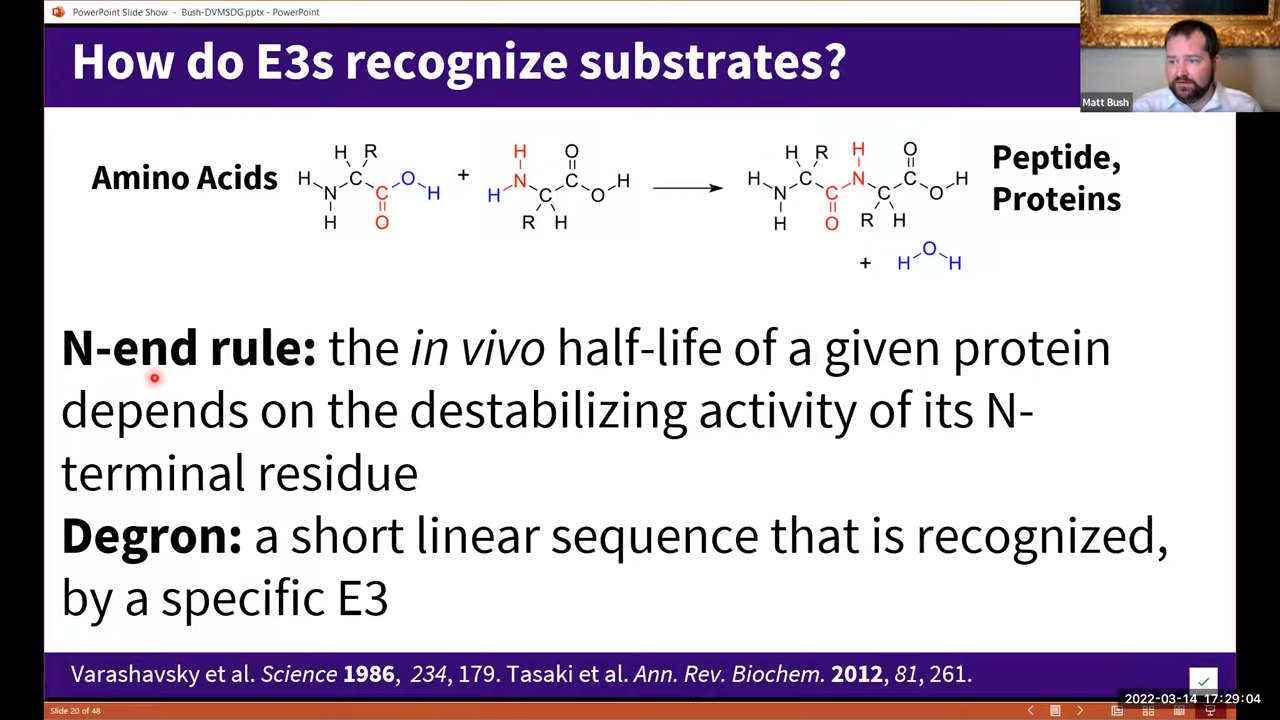 PowerPoint Slide Show - Bush-DVMSDG.pptx - PowerPoint
How do E3s recognize substrates?
Matt Bush
Amino Acids
H R
H N C C O H
H O
+
H
H N C C O H
O
R H
H R H O
H N C C N C C O H
H O R H
+ H O H
Peptide,
Proteins
N-end rule: the in vivo half-life of a given protein
depends on the destabilizing activity of its N-
terminal residue
Degron: a short linear sequence that is recognized,
by a specific E3
Varashavsky et al. Science 1986, 234, 179. Tasaki et al. Ann. Rev. Biochem. 2012, 81, 261.
2022-03-14 17:29:04
Slide 20 of 48